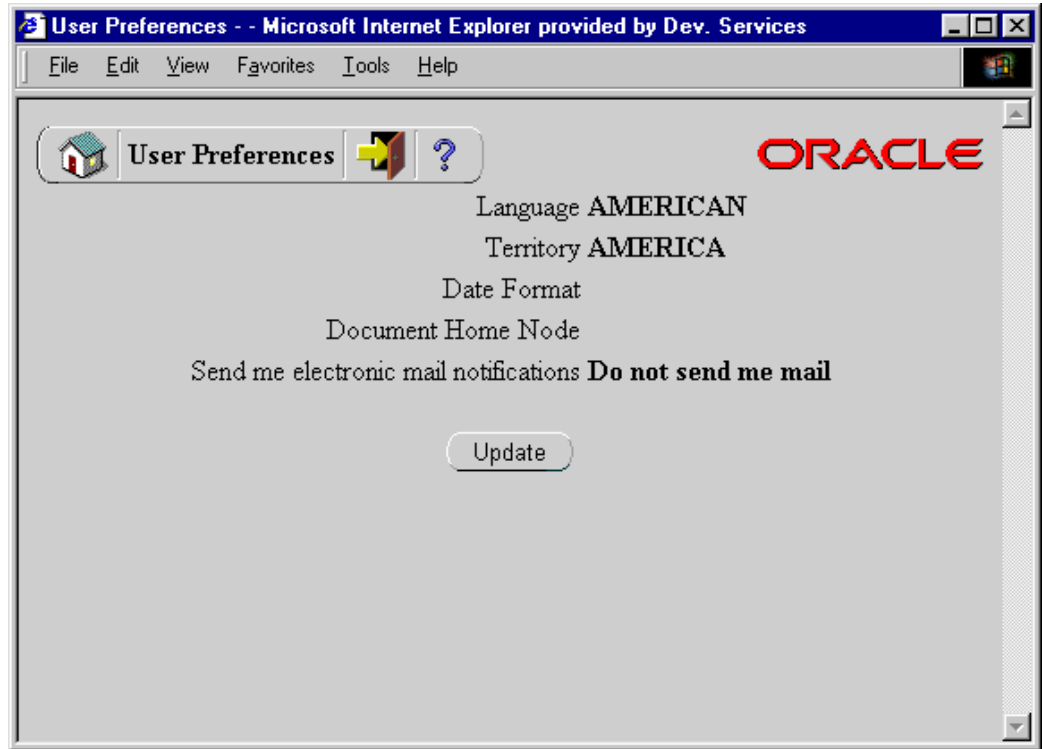 User Preferences - - Microsoft Internet Explorer provided by Dev. Services
File Edit View Favorites Tools Help
User Preferences ?
ORACLE
Language AMERICAN
Territory AMERICA
Date Format
Document Home Node
Send me electronic mail notifications Do not send me mail
Update